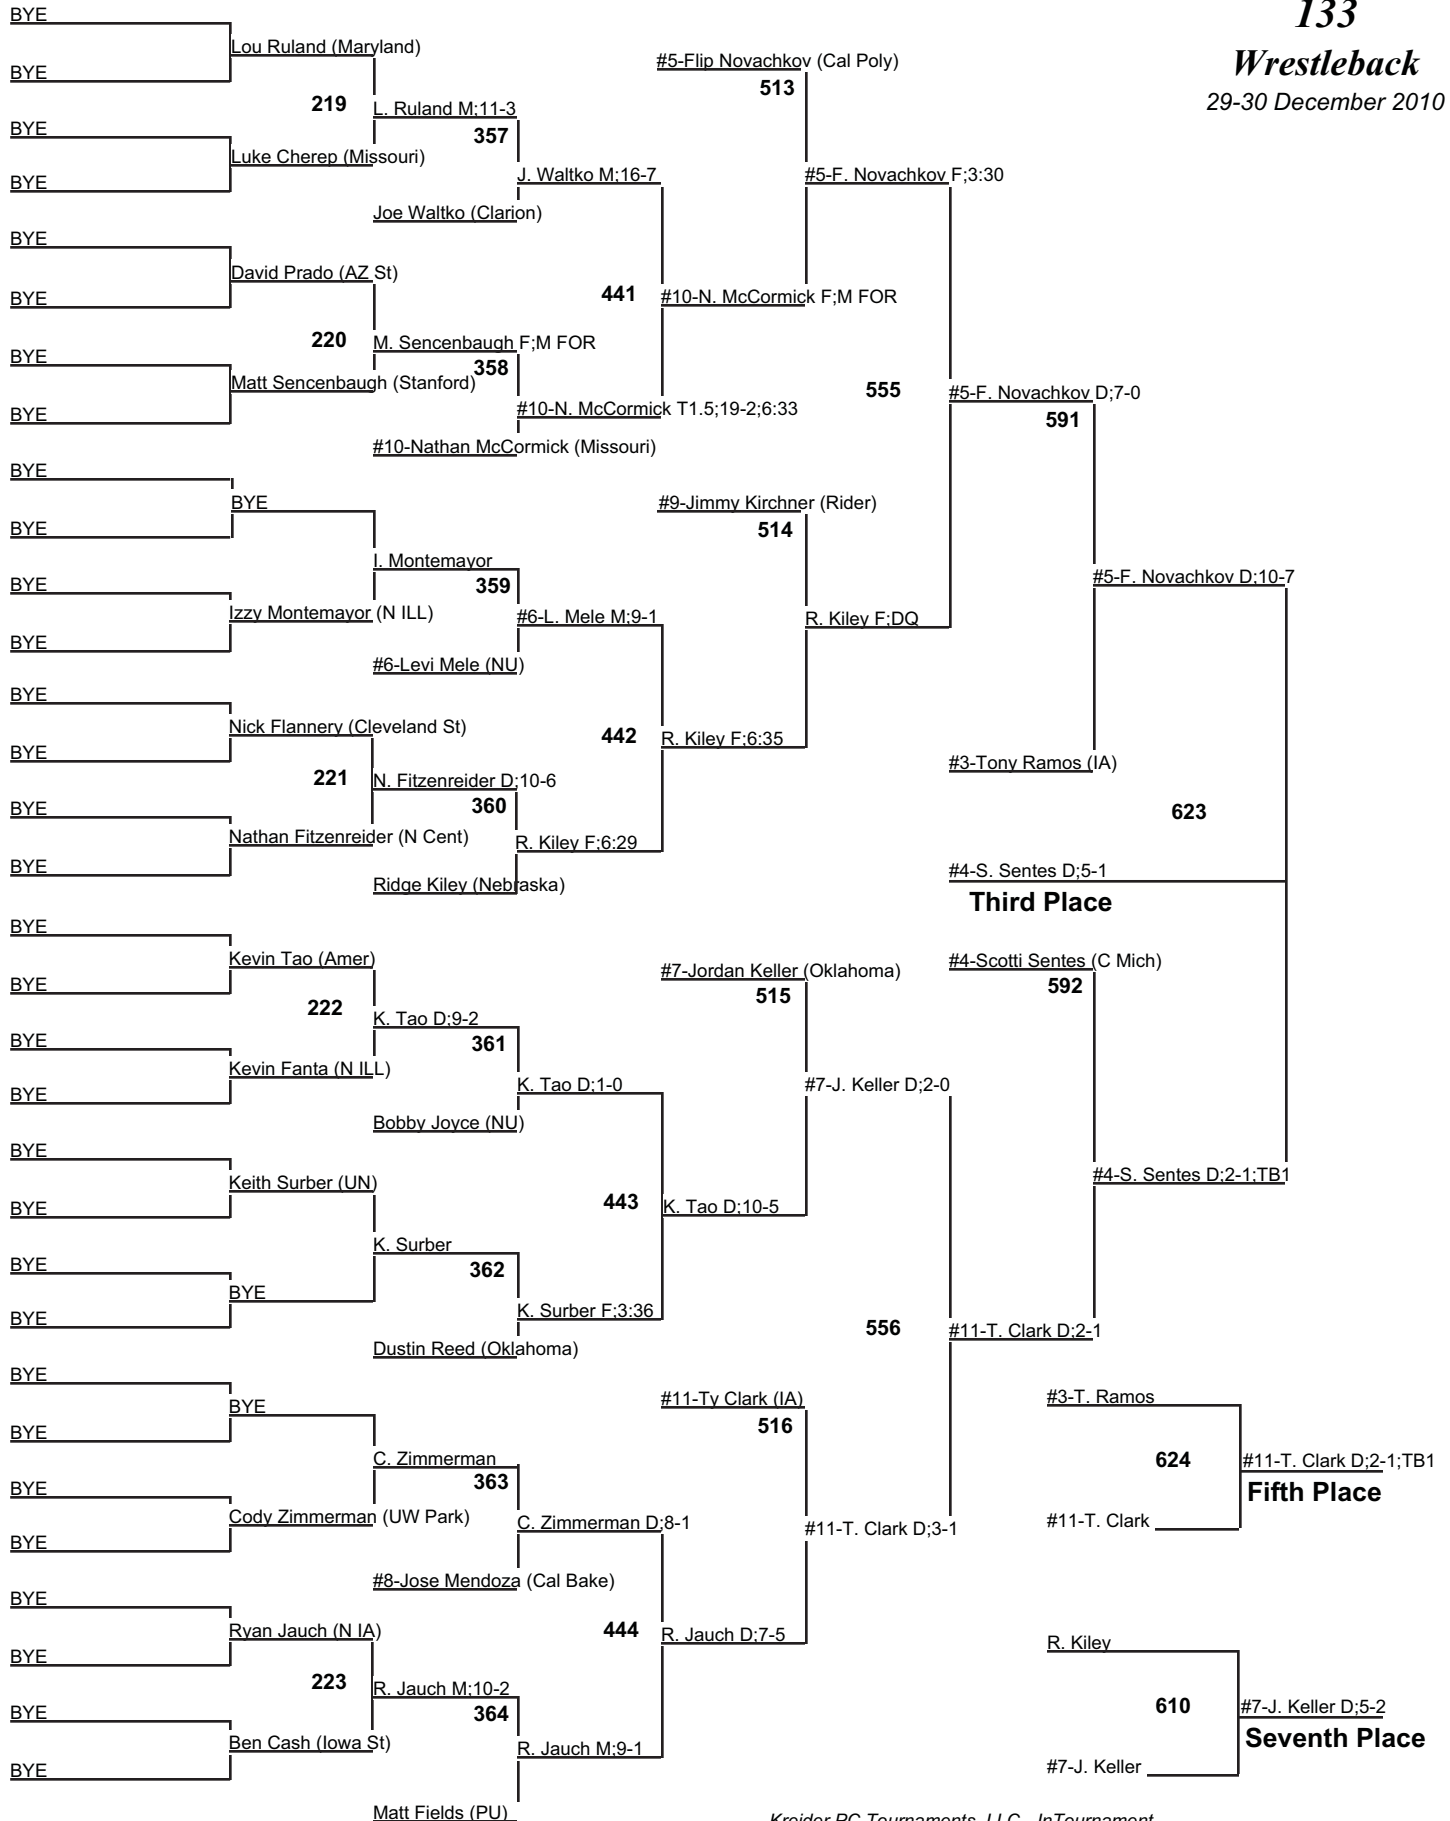 133
Wrestleback
29-30 December 2010
BYE
Lou Ruland (Maryland)
BYE
219
L. Ruland M;11-3
357
BYE
Luke Cherep (Missouri)
BYE
J. Waltko M;16-7
Joe Waltko (Clarion)
BYE
David Prado (AZ St)
BYE
441
#10-N. McCormick F;M FOR
220
M. Sencenbaugh F;M FOR
358
BYE
Matt Sencenbaugh (Stanford)
BYE
#10-N. McCormick T1.5;19-2;6:33
#10-Nathan McCormick (Missouri)
#5-Flip Novachkov (Cal Poly)
513
#5-F. Novachkov F;3:30
555
#5-F. Novachkov D;7-0
591
BYE
BYE
BYE
I. Montemayor
359
BYE
Izzy Montemayor (N ILL)
BYE
#6-L. Mele M;9-1
#6-Levi Mele (NU)
#9-Jimmy Kirchner (Rider)
514
R. Kiley F;DQ
#5-F. Novachkov D;10-7
BYE
Nick Flannery (Cleveland St)
BYE
442
R. Kiley F;6:35
221
N. Fitzenreider D;10-6
360
BYE
Nathan Fitzenreider (N Cent)
BYE
R. Kiley F;6:29
Ridge Kiley (Nebraska)
#3-Tony Ramos (IA)
623
#4-S. Sentes D;5-1
Third Place
BYE
Kevin Tao (Amer)
BYE
222
K. Tao D;9-2
361
BYE
Kevin Fanta (N ILL)
BYE
K. Tao D;1-0
Bobby Joyce (NU)
#7-Jordan Keller (Oklahoma)
515
#7-J. Keller D;2-0
#4-Scotti Sentes (C Mich)
592
#4-S. Sentes D;2-1;TB1
BYE
Keith Surber (UN)
BYE
443
K. Tao D;10-5
K. Surber
362
BYE
BYE
BYE
K. Surber F;3:36
Dustin Reed (Oklahoma)
556
#11-T. Clark D;2-1
BYE
BYE
BYE
C. Zimmerman
363
BYE
Cody Zimmerman (UW Park)
BYE
C. Zimmerman D;8-1
#8-Jose Mendoza (Cal Bake)
#11-Ty Clark (IA)
516
#11-T. Clark D;3-1
#3-T. Ramos
624
#11-T. Clark D;2-1;TB1
Fifth Place
#11-T. Clark
BYE
Ryan Jauch (N IA)
BYE
444
R. Jauch D;7-5
223
R. Jauch M;10-2
364
BYE
Ben Cash (Iowa St)
BYE
R. Jauch M;9-1
Matt Fields (PU)
R. Kiley
610
#7-J. Keller D;5-2
Seventh Place
#7-J. Keller